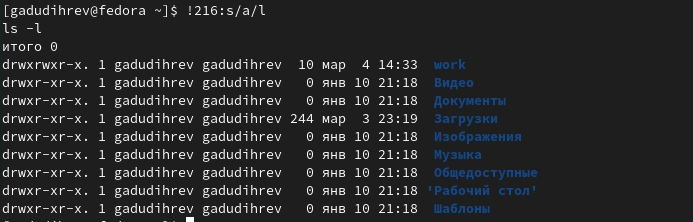 [gadudihrev@fedora ~]$ !216:s/a/l
ls -l
итого 0
drwxrwxr-x. 1 gadudihrev gadudihrev  10 мар  4 14:33  work
drwxr-xr-x. 1 gadudihrev gadudihrev   0 янв 10 21:18  Видео
drwxr-xr-x. 1 gadudihrev gadudihrev   0 янв 10 21:18  Документы
drwxr-xr-x. 1 gadudihrev gadudihrev 244 мар  3 23:19  Загрузки
drwxr-xr-x. 1 gadudihrev gadudihrev   0 янв 10 21:18  Изображения
drwxr-xr-x. 1 gadudihrev gadudihrev   0 янв 10 21:18  Музыка
drwxr-xr-x. 1 gadudihrev gadudihrev   0 янв 10 21:18  Общедоступные
drwxr-xr-x. 1 gadudihrev gadudihrev   0 янв 10 21:18 'Рабочий стол'
drwxr-xr-x. 1 gadudihrev gadudihrev   0 янв 10 21:18  Шаблоны